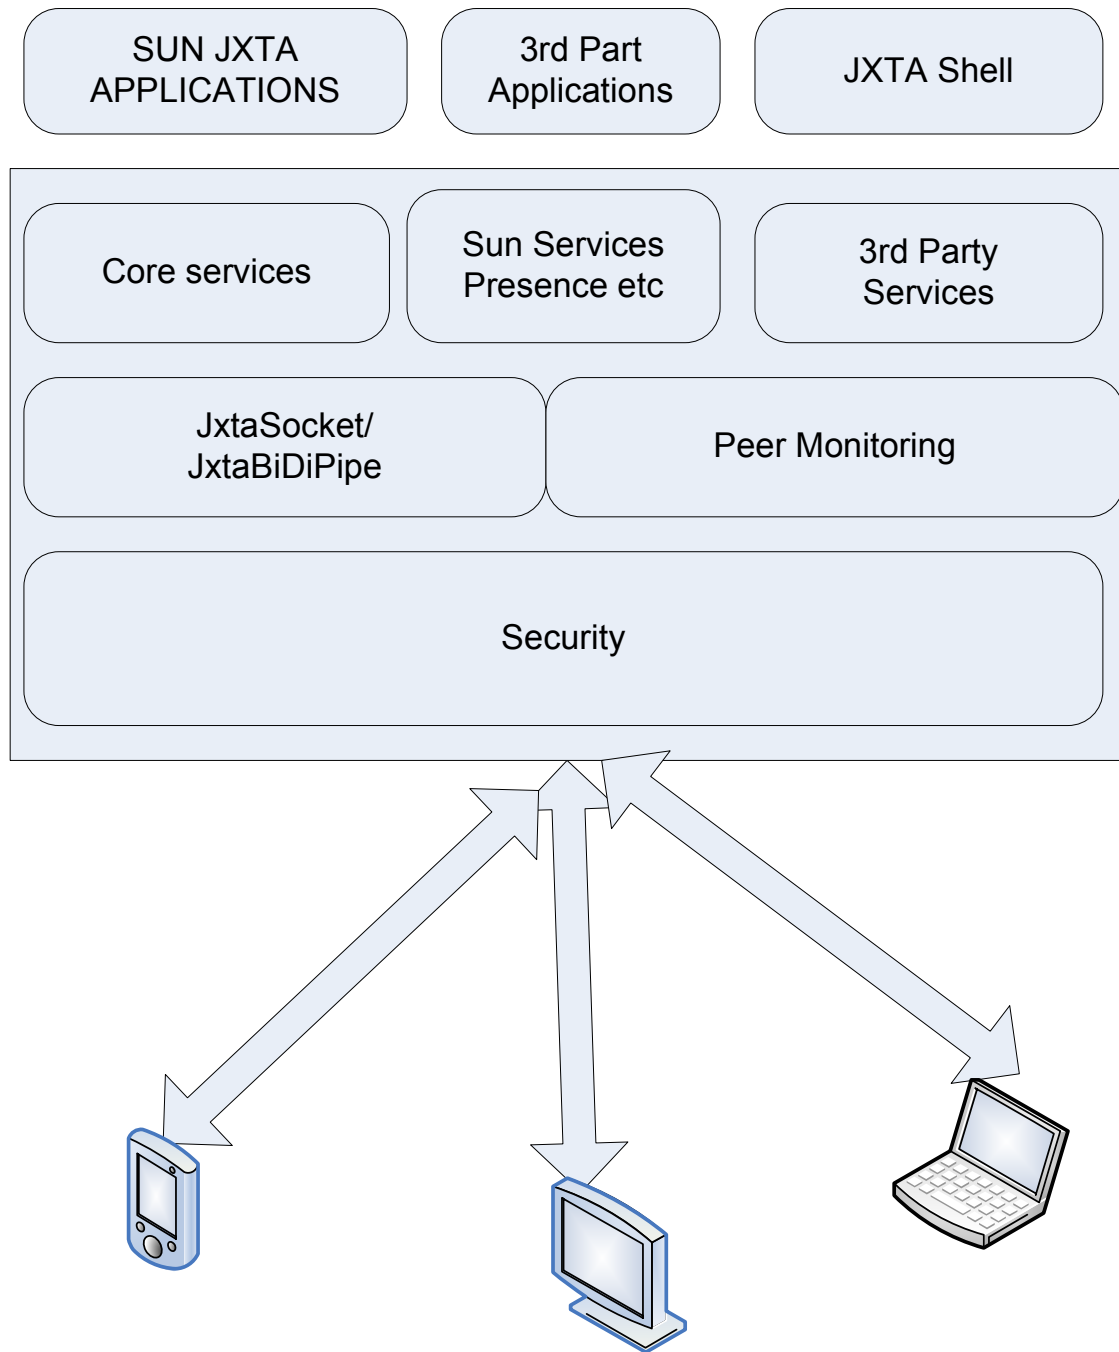 SUN JXTA
APPLICATIONS
3rd Part
Applications
JXTA Shell
Core services
Sun Services
Presence etc
3rd Party
Services
JxtaSocket/
JxtaBiDiPipe
Peer Monitoring
Security